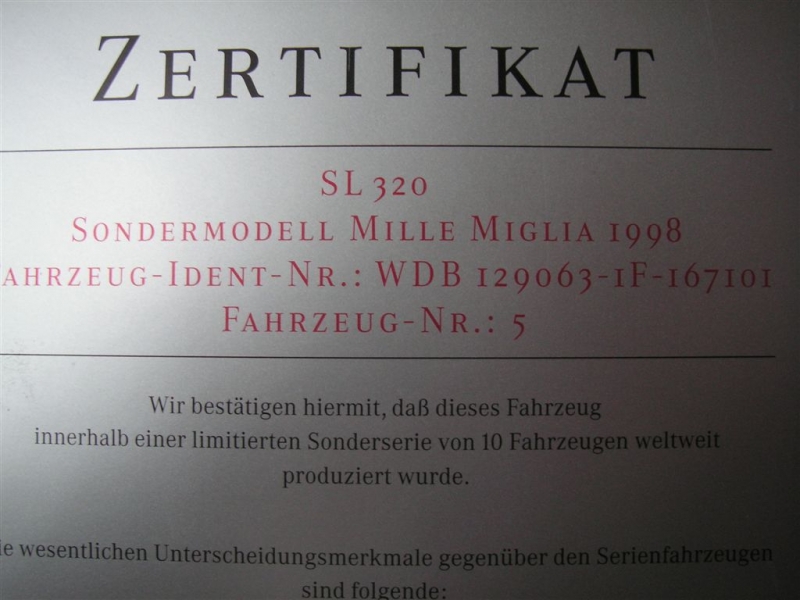 ZERTIFIKAT
SL 320
SONDERMODELL MILLE MIGLIA 1998
AHRZEUG-IDENT-NR.: WDB 129063-1F-167101
FAHRZEUG-NR.: 5
Wir bestätigen hiermit, daß dieses Fahrzeug
innerhalb einer limitierten Sonderserie von 10 Fahrzeugen weltweit
produziert wurde.
le wesentlichen Unterscheidungsmerkmale gegenüber den Serienfahrzeugen
sind folgende: